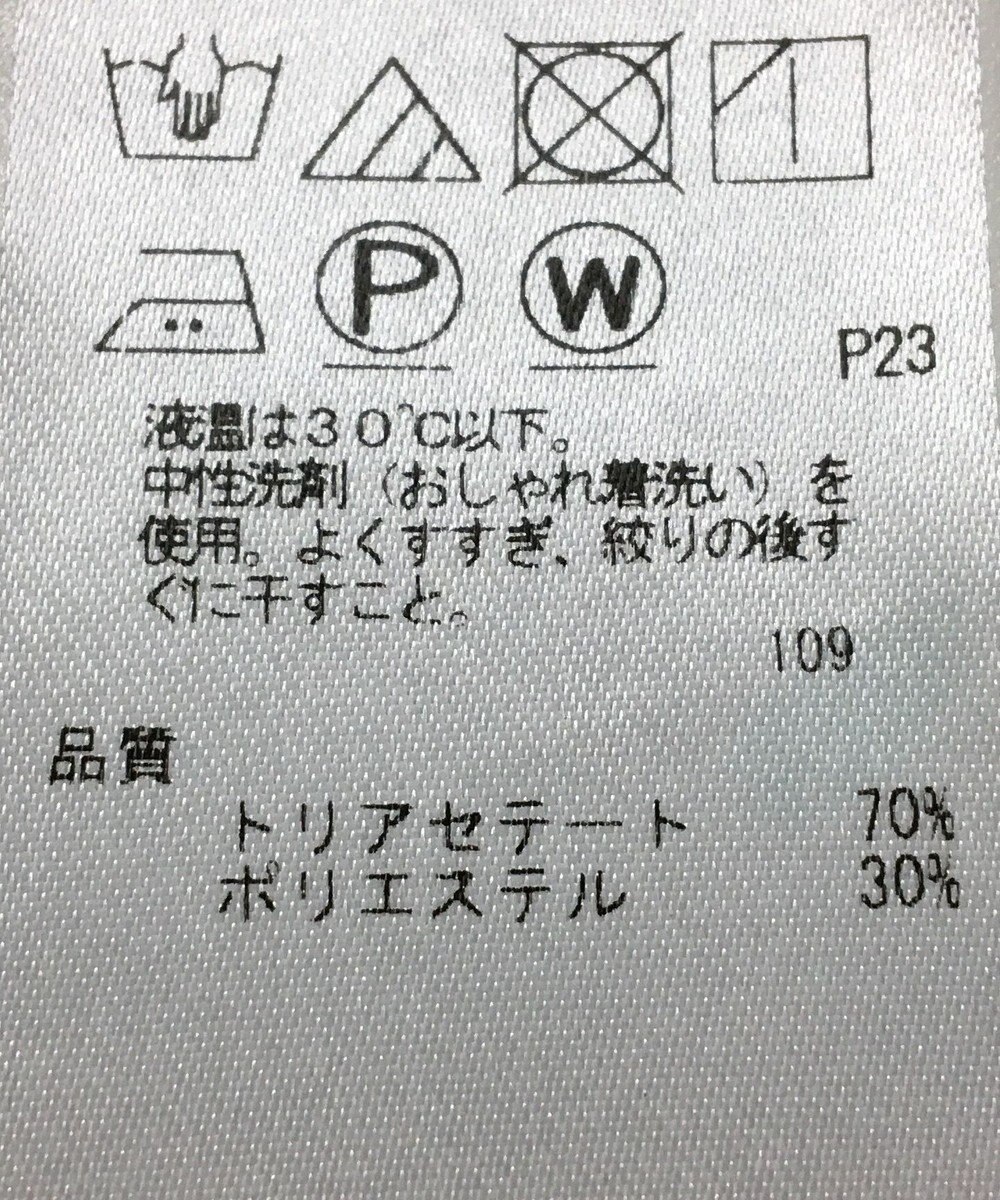 P W
P23
液温は30℃以下。
中性洗剤（おしゃれ着洗い）を
使用。よくすすぎ、絞りの後す
ぐに干すこと。
109
品質
トリアセテート 70%
ポリエステル 30%